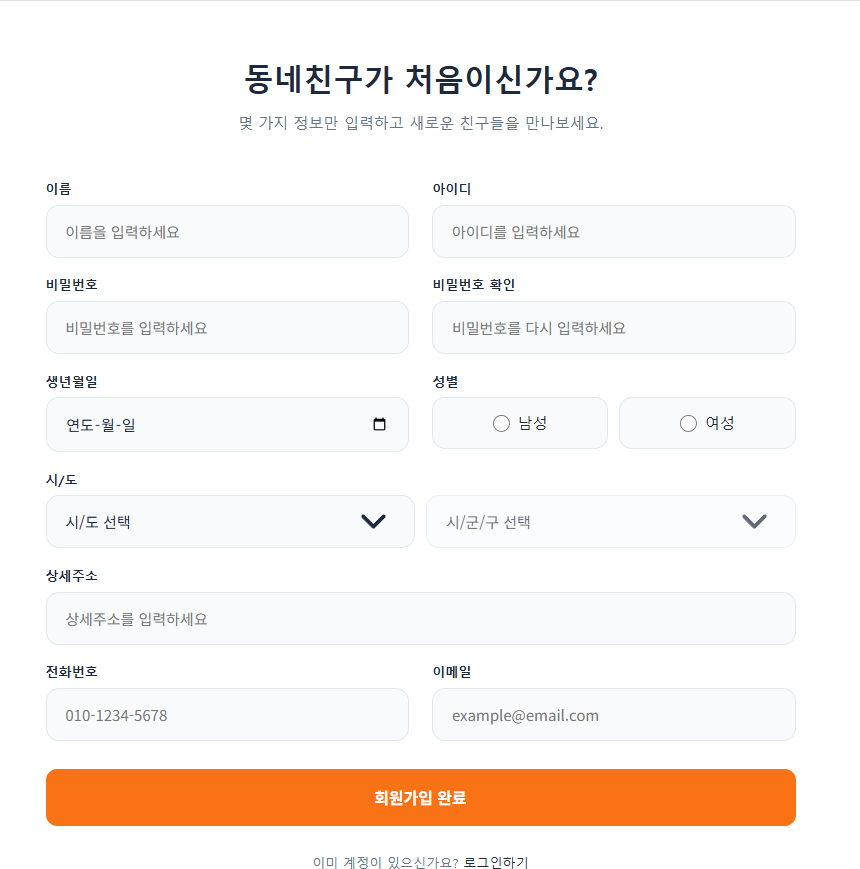 동네친구가 처음이신가요?
몇 가지 정보만 입력하고 새로운 친구들을 만나보세요.
이름
아이디
이름을 입력하세요
아이디를 입력하세요
비밀번호
비밀번호 확인
비밀번호를 입력하세요
비밀번호를 다시 입력하세요
생년월일
성별
연도-월-일
남성
여성
시/도
시/도 선택
시/군/구 선택
상세주소
상세주소를 입력하세요
전화번호
이메일
010-1234-5678
example@email.com
회원가입 완료
이미 계정이 있으신가요? 로그인하기